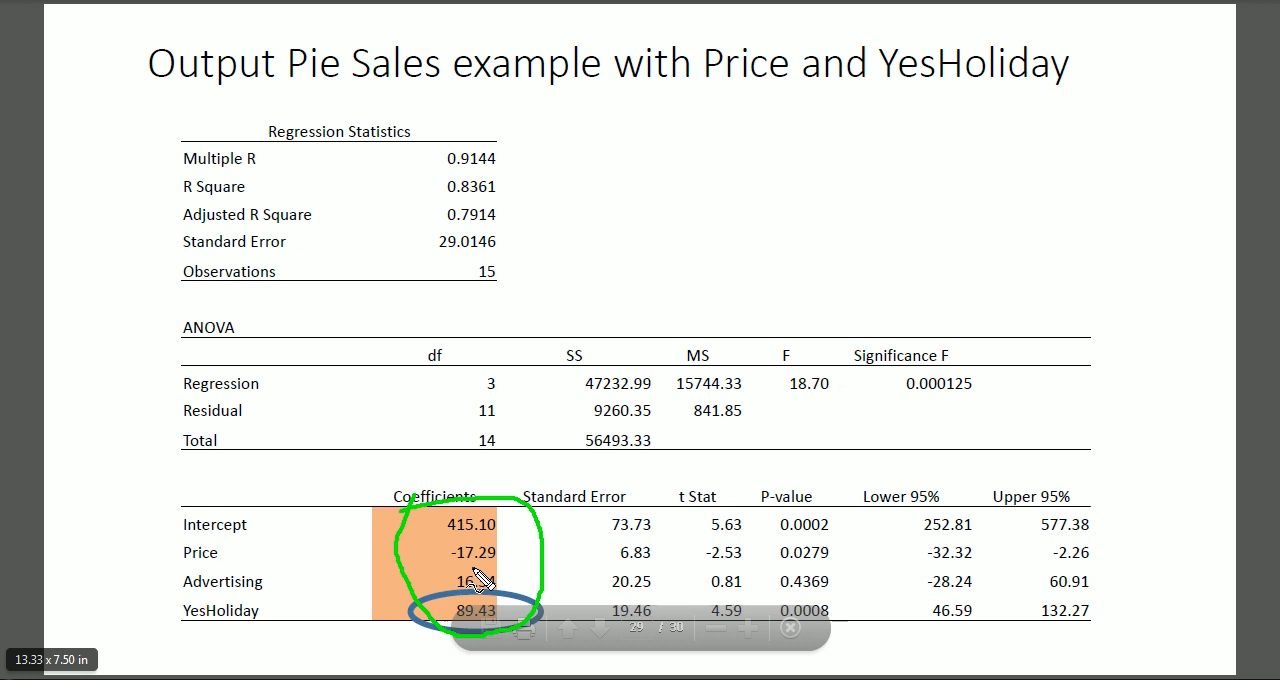 Output Pie Sales example with Price and YesHoliday
Regression Statistics
Multiple R 0.9144
R Square 0.8361
Adjusted R Square 0.7914
Standard Error 29.0146
Observations 15
ANOVA
df SS MS F Significance F
Regression 3 47232.99 15744.33 18.70 0.000125
Residual 11 9260.35 841.85
Total 14 56493.33
Coefficients Standard Error t Stat P-value Lower 95% Upper 95%
Intercept 415.10 73.73 5.63 0.0002 252.81 577.38
Price -17.29 6.83 -2.53 0.0279 -32.32 -2.26
Advertising 20.25 0.81 0.4369 -28.24 60.91
YesHoliday 89.43 19.46 4.59 0.0008 46.59 132.27
29 / 30
13.33 x 7.50 in